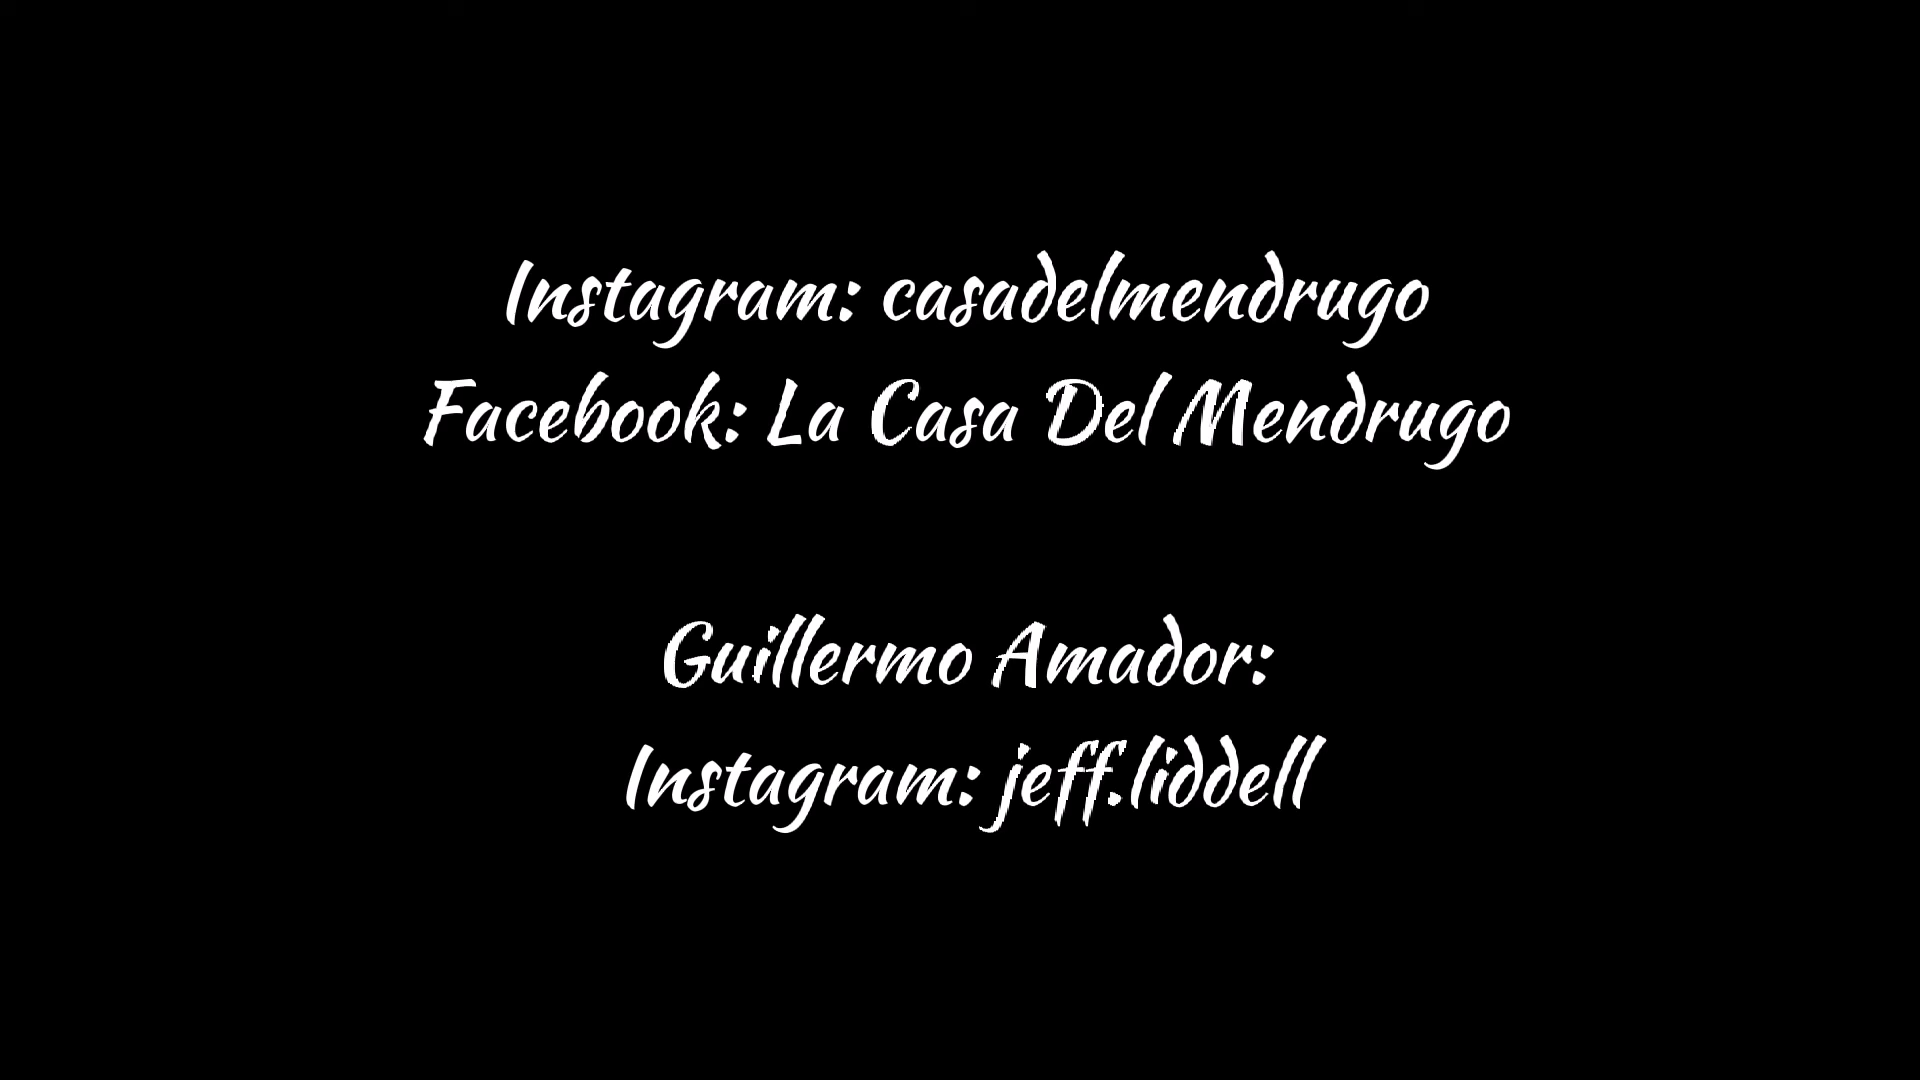 Instagram: casadelmendrugo
Facebook: La Casa Del Mendrugo
Guillermo Amador:
Instagram: jeff.liddell